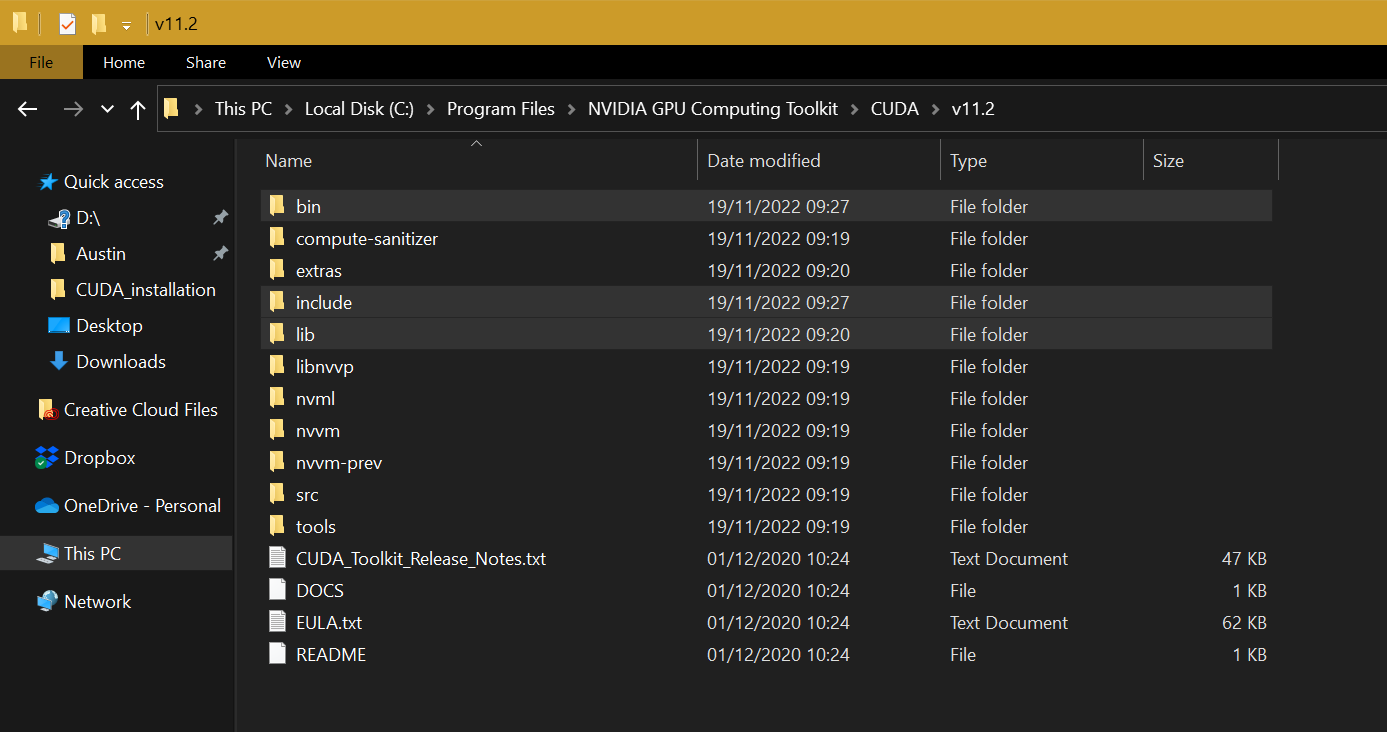 v11.2
File Home Share View
This PC Local Disk (C:) Program Files NVIDIA GPU Computing Toolkit CUDA v11.2
Name Date modified Type Size
Quick access
D:\
Austin
CUDA_installation
Desktop
Downloads
Creative Cloud Files
Dropbox
OneDrive - Personal
This PC
Network
bin 19/11/2022 09:27 File folder
compute-sanitizer 19/11/2022 09:19 File folder
extras 19/11/2022 09:20 File folder
include 19/11/2022 09:27 File folder
lib 19/11/2022 09:20 File folder
libnvvp 19/11/2022 09:19 File folder
nvml 19/11/2022 09:19 File folder
nvvm 19/11/2022 09:19 File folder
nvvm-prev 19/11/2022 09:19 File folder
src 19/11/2022 09:19 File folder
tools 19/11/2022 09:19 File folder
CUDA_Toolkit_Release_Notes.txt 01/12/2020 10:24 Text Document 47 KB
DOCS 01/12/2020 10:24 File 1 KB
EULA.txt 01/12/2020 10:24 Text Document 62 KB
README 01/12/2020 10:24 File 1 KB